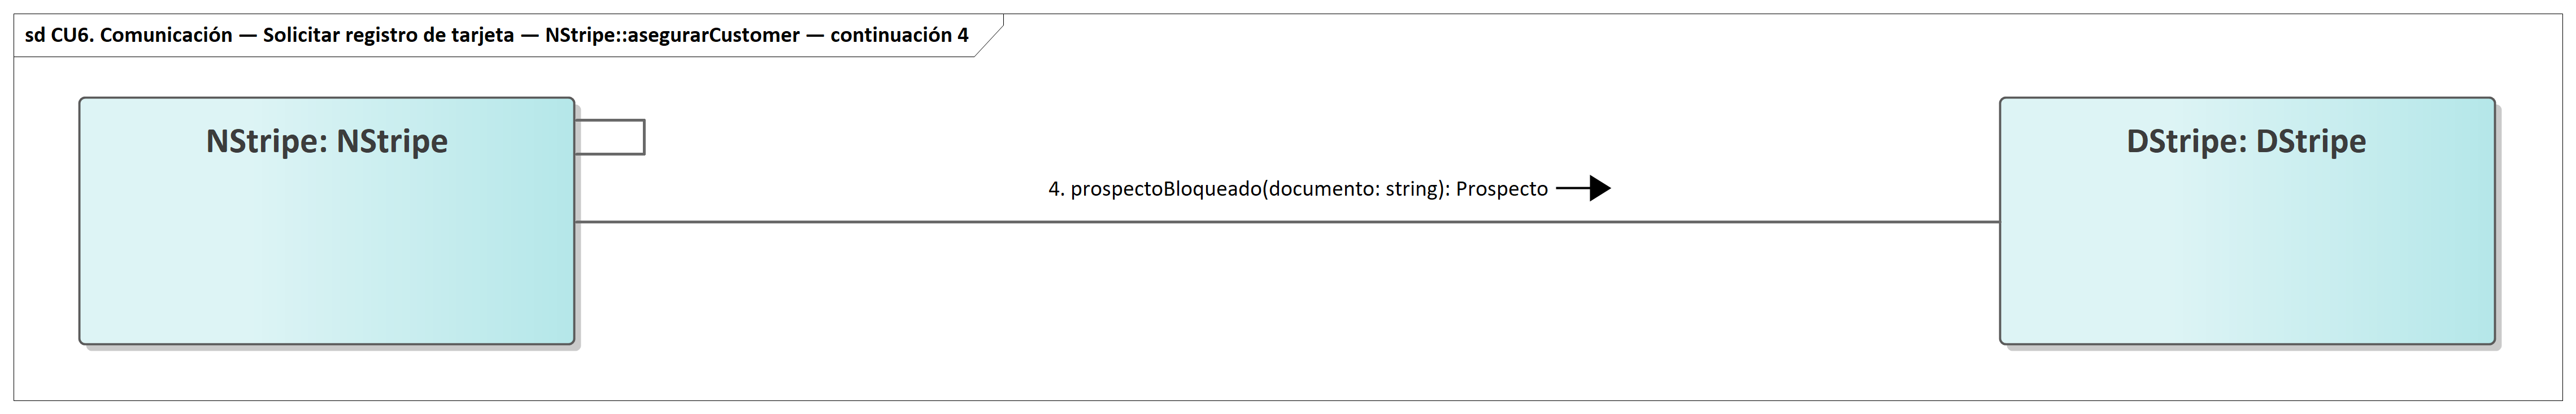 sd CU6. Comunicación — Solicitar registro de tarjeta — NStripe::asegurarCustomer — continuación 4
NStripe: NStripe
DStripe: DStripe
4. prospectoBloqueado(documento: string): Prospecto